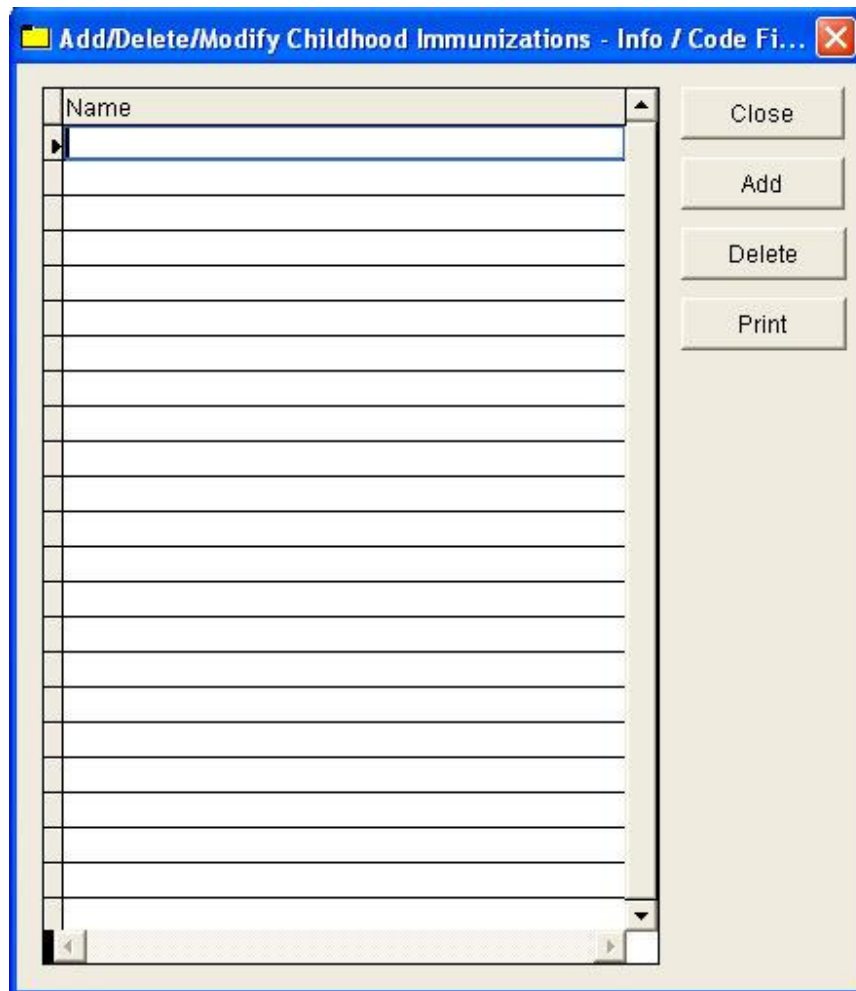 Add/Delete/Modify Childhood Immunizations - Info / Code Fi...
Name
Close
Add
Delete
Print